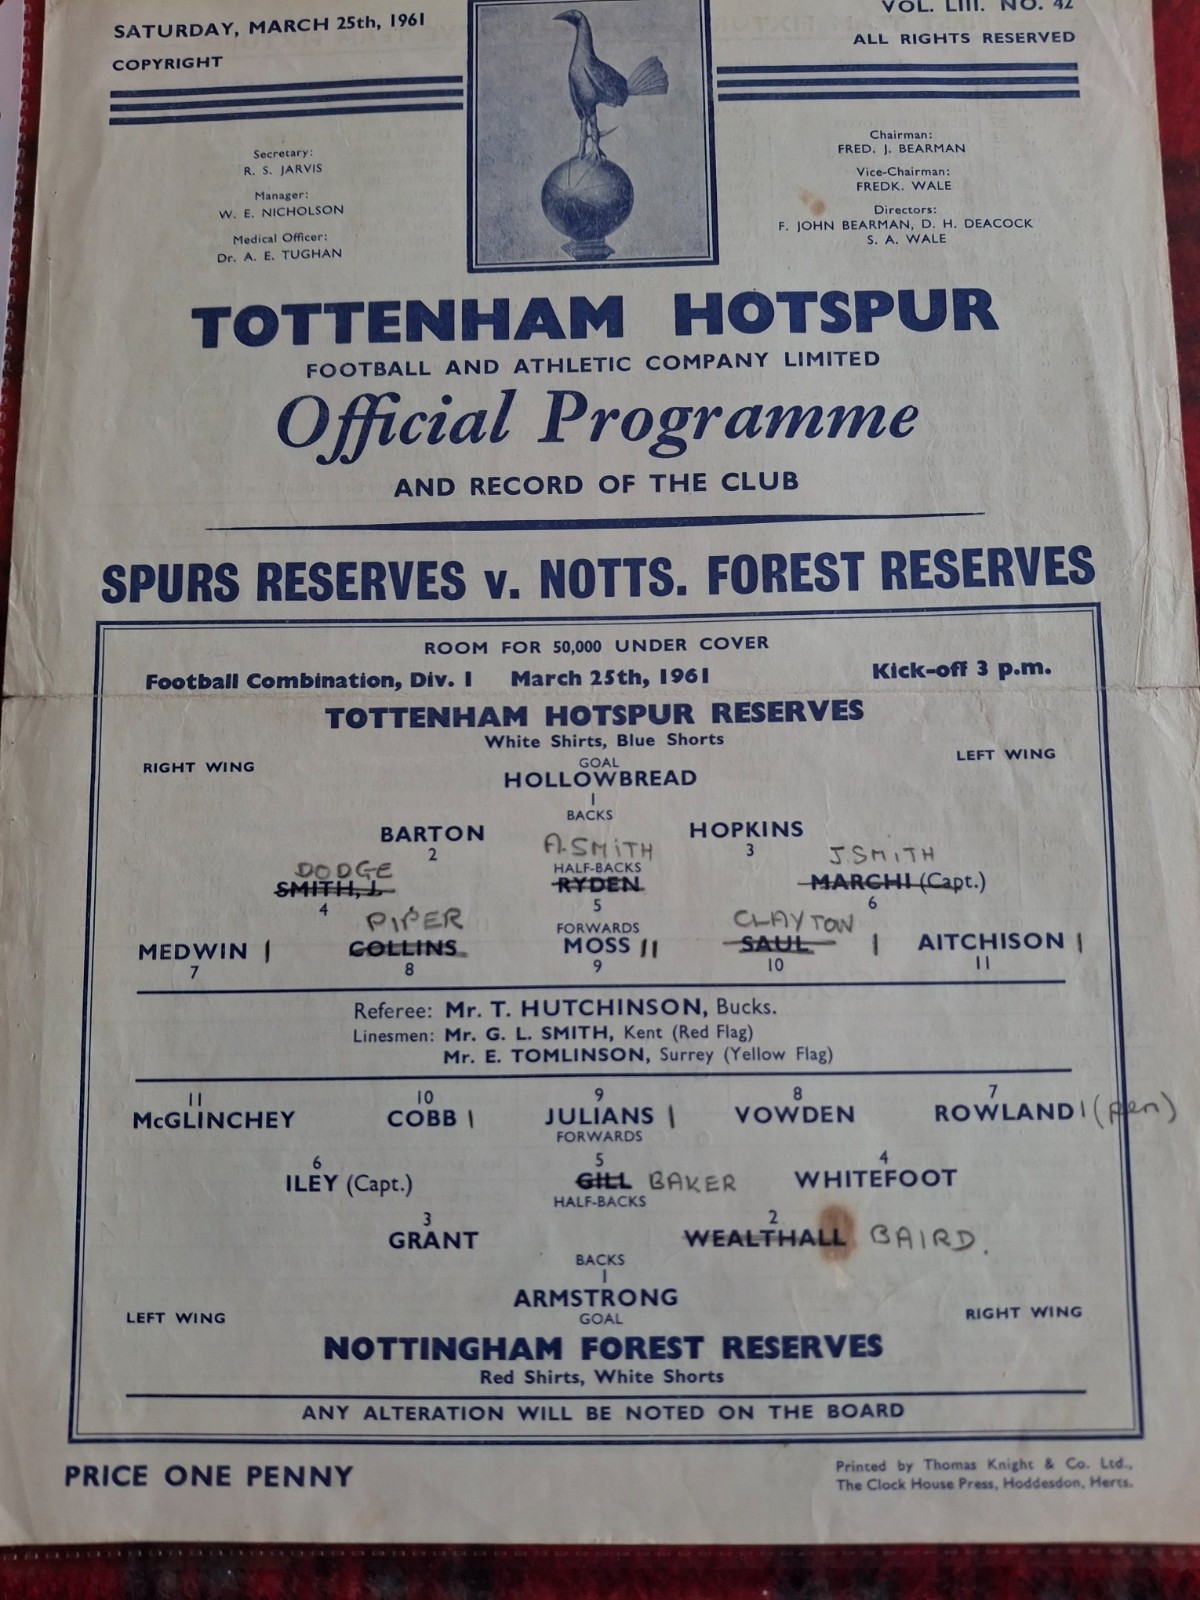 SATURDAY, MARCH 25th, 1961
VOL. LIII. NO. 42
COPYRIGHT
ALL RIGHTS RESERVED
Secretary:
R. S. JARVIS
Manager:
W. E. NICHOLSON
Medical Officer:
Dr. A. E. TUGHAN
Chairman:
FRED. J. BEARMAN
Vice-Chairman:
FREDK. WALE
Directors:
F. JOHN BEARMAN, D. H. DEACOCK
S. A. WALE
TOTTENHAM HOTSPUR
FOOTBALL AND ATHLETIC COMPANY LIMITED
Official Programme
AND RECORD OF THE CLUB
SPURS RESERVES v. NOTTS. FOREST RESERVES
ROOM FOR 50,000 UNDER COVER
Football Combination, Div. I March 25th, 1961 Kick-off 3 p.m.
TOTTENHAM HOTSPUR RESERVES
White Shirts, Blue Shorts
RIGHT WING GOAL LEFT WING
HOLLOWBREAD
1
BACKS
BARTON HOPKINS
2 A.SMITH 3 J.SMITH
DODGE HALF-BACKS
SMITH, J. RYDEN MARCHI (Capt.)
4 5 6
PIPER FORWARDS CLAYTON
MEDWIN | COLLINS MOSS || SAUL | AITCHISON |
7 8 9 10 11
Referee: Mr. T. HUTCHINSON, Bucks.
Linesmen: Mr. G. L. SMITH, Kent (Red Flag)
Mr. E. TOMLINSON, Surrey (Yellow Flag)
11 10 9 8 7
McGLINCHEY COBB | JULIANS | VOWDEN ROWLAND | (pen)
FORWARDS
6 5 4
ILEY (Capt.) GILL BAKER WHITEFOOT
HALF-BACKS
3 2
GRANT WEALTHALL BAIRD.
BACKS
1
ARMSTRONG
LEFT WING GOAL RIGHT WING
NOTTINGHAM FOREST RESERVES
Red Shirts, White Shorts
ANY ALTERATION WILL BE NOTED ON THE BOARD
PRICE ONE PENNY
Printed by Thomas Knight & Co. Ltd.,
The Clock House Press, Hoddesdon, Herts.